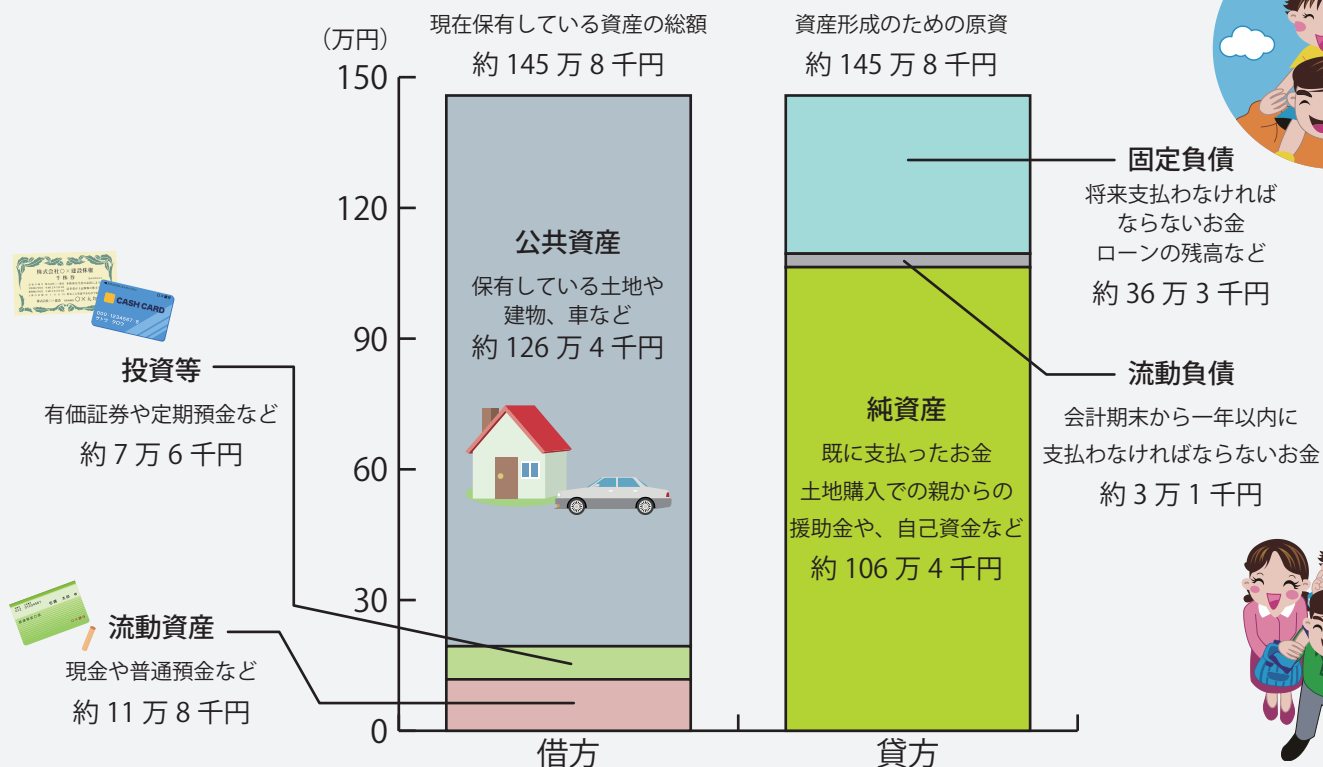 現在保有している資産の総額
約 145 万 8 千円
資産形成のための原資
約 145 万 8 千円
（万円）
150
120
90
60
30
0
公共資産
保有している土地や
建物、車など
約 126 万 4 千円
株式会社○×建設株券
千株券
CASH CARD
投資等
有価証券や定期預金など
約 7 万 6 千円
流動資産
現金や普通預金など
約 11 万 8 千円
固定負債
将来支払わなければ
ならないお金
ローンの残高など
約 36 万 3 千円
流動負債
会計期末から一年以内に
支払わなければならないお金
約 3 万 1 千円
純資産
既に支払ったお金
土地購入での親からの
援助金や、自己資金など
約 106 万 4 千円
借方
貸方